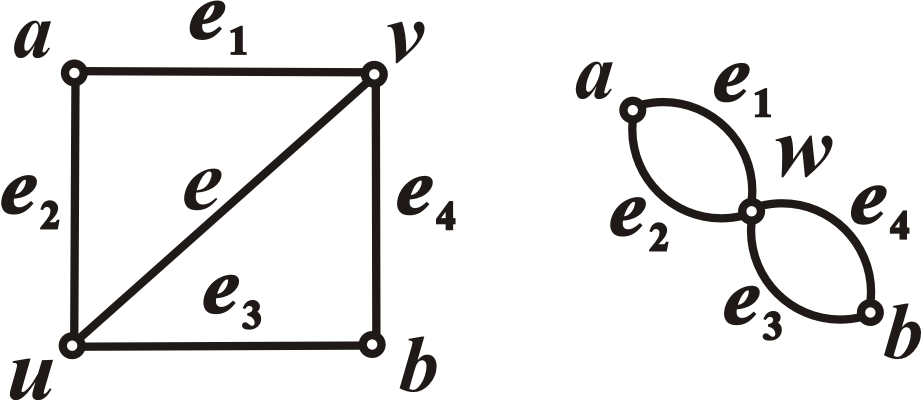 a e₁ v
e₂ e e₄
e₃
u b
a e₁
w
e₂ e₄
e₃
b